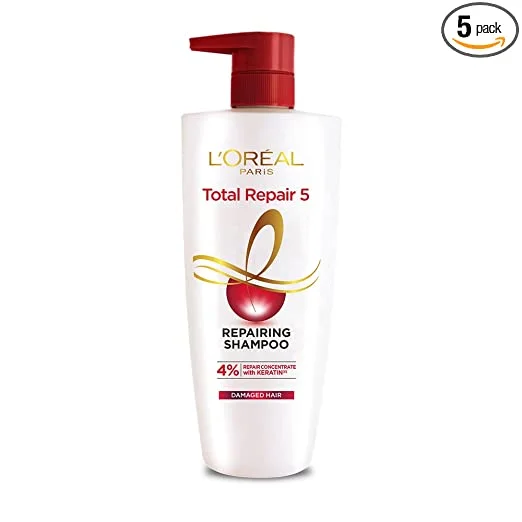 5 pack
L'ORÉAL
PARIS
Total Repair 5
REPAIRING
SHAMPOO
4% REPAIR CONCENTRATE
with KERATIN
DAMAGED HAIR